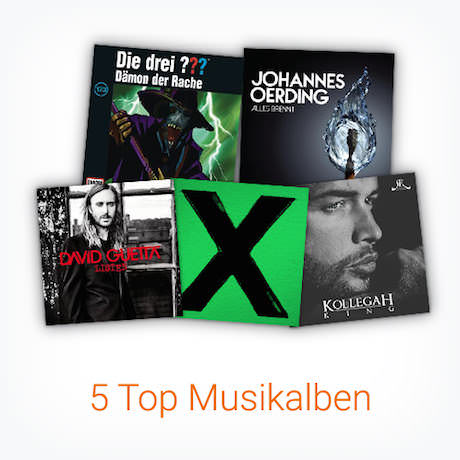 Die drei ???
Dämon der Rache
JOHANNES
OERDING
ALLES BRENNT
DAVID GUETTA
LISTEN
X
KOLLEGAH
KING
5 Top Musikalben